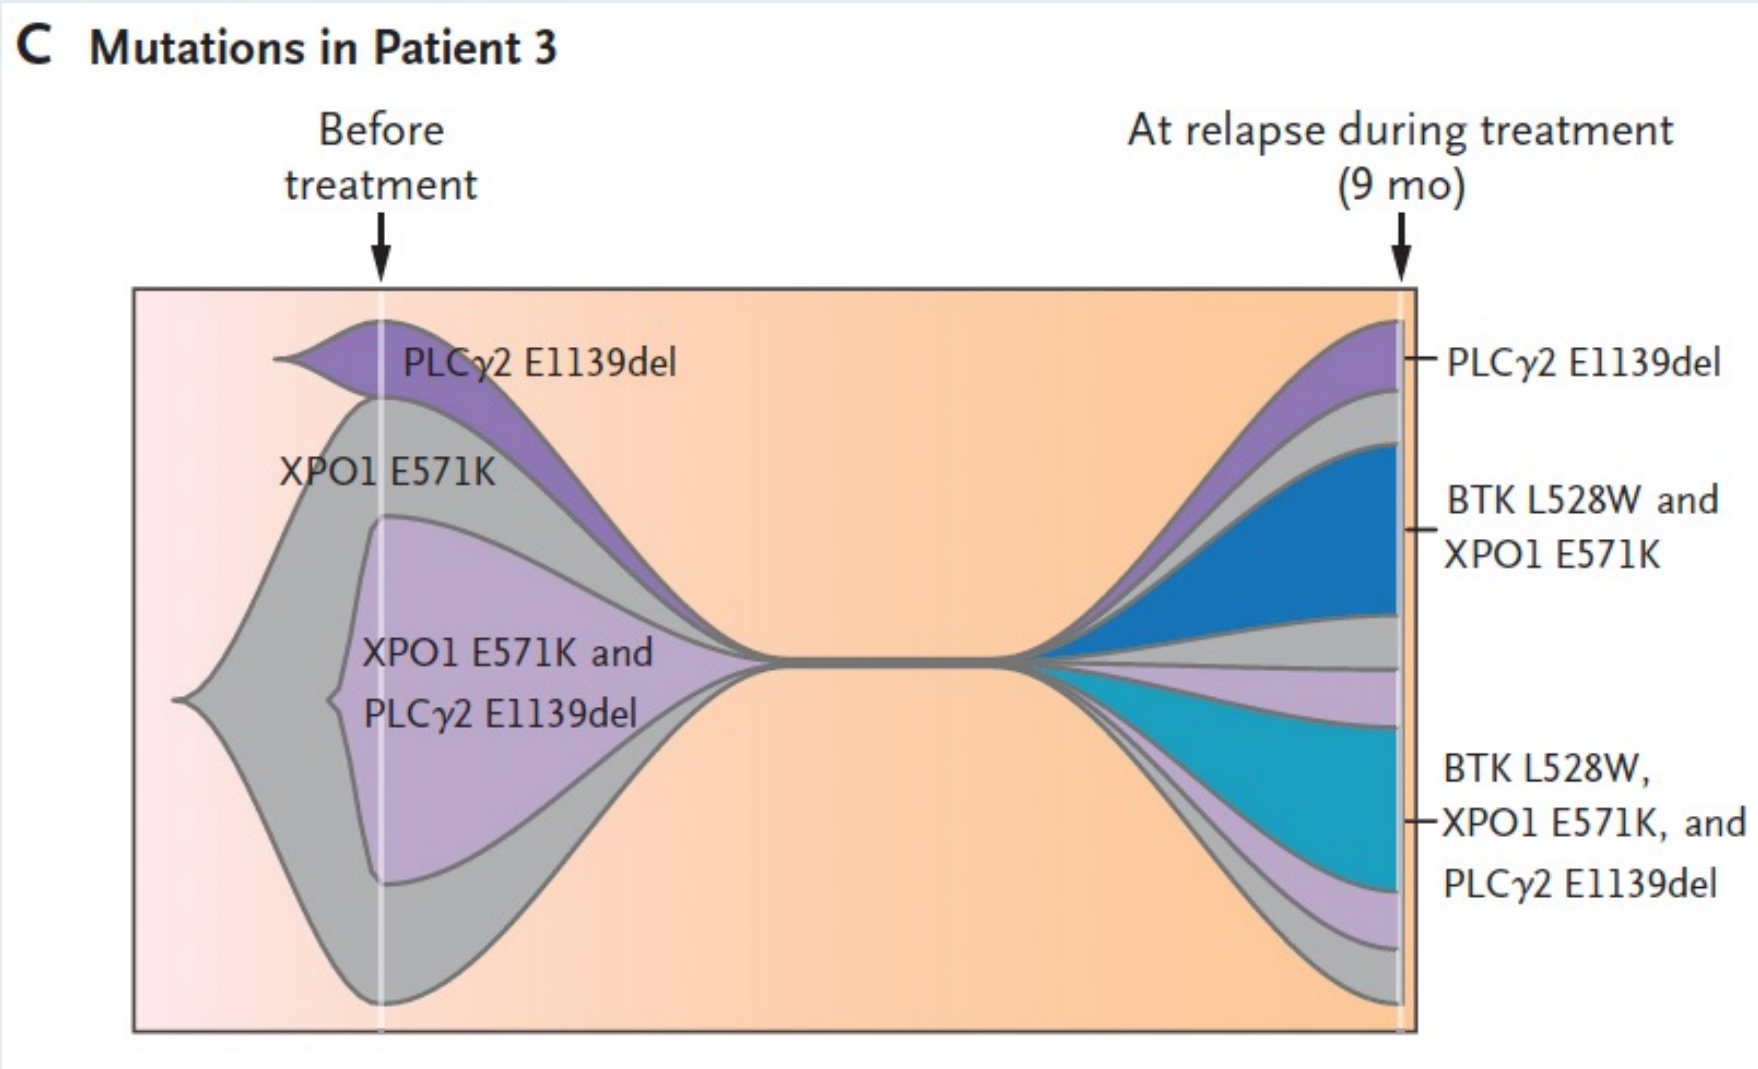 C Mutations in Patient 3
Before
treatment
At relapse during treatment
(9 mo)
PLCγ2 E1139del
XPO1 E571K
XPO1 E571K and
PLCγ2 E1139del
PLCγ2 E1139del
BTK L528W and
XPO1 E571K
BTK L528W,
XPO1 E571K, and
PLCγ2 E1139del